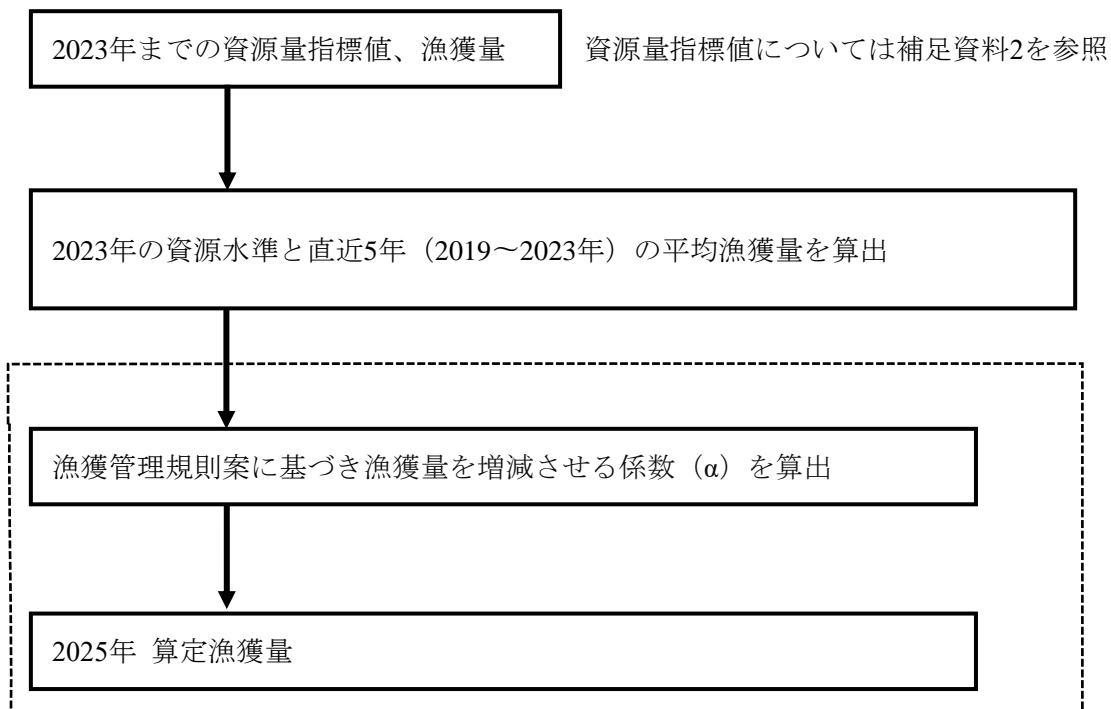 2023年までの資源量指標値、漁獲量
資源量指標値については補足資料2を参照
2023年の資源水準と直近5年（2019～2023年）の平均漁獲量を算出
漁獲管理規則案に基づき漁獲量を増減させる係数（α）を算出
2025年 算定漁獲量